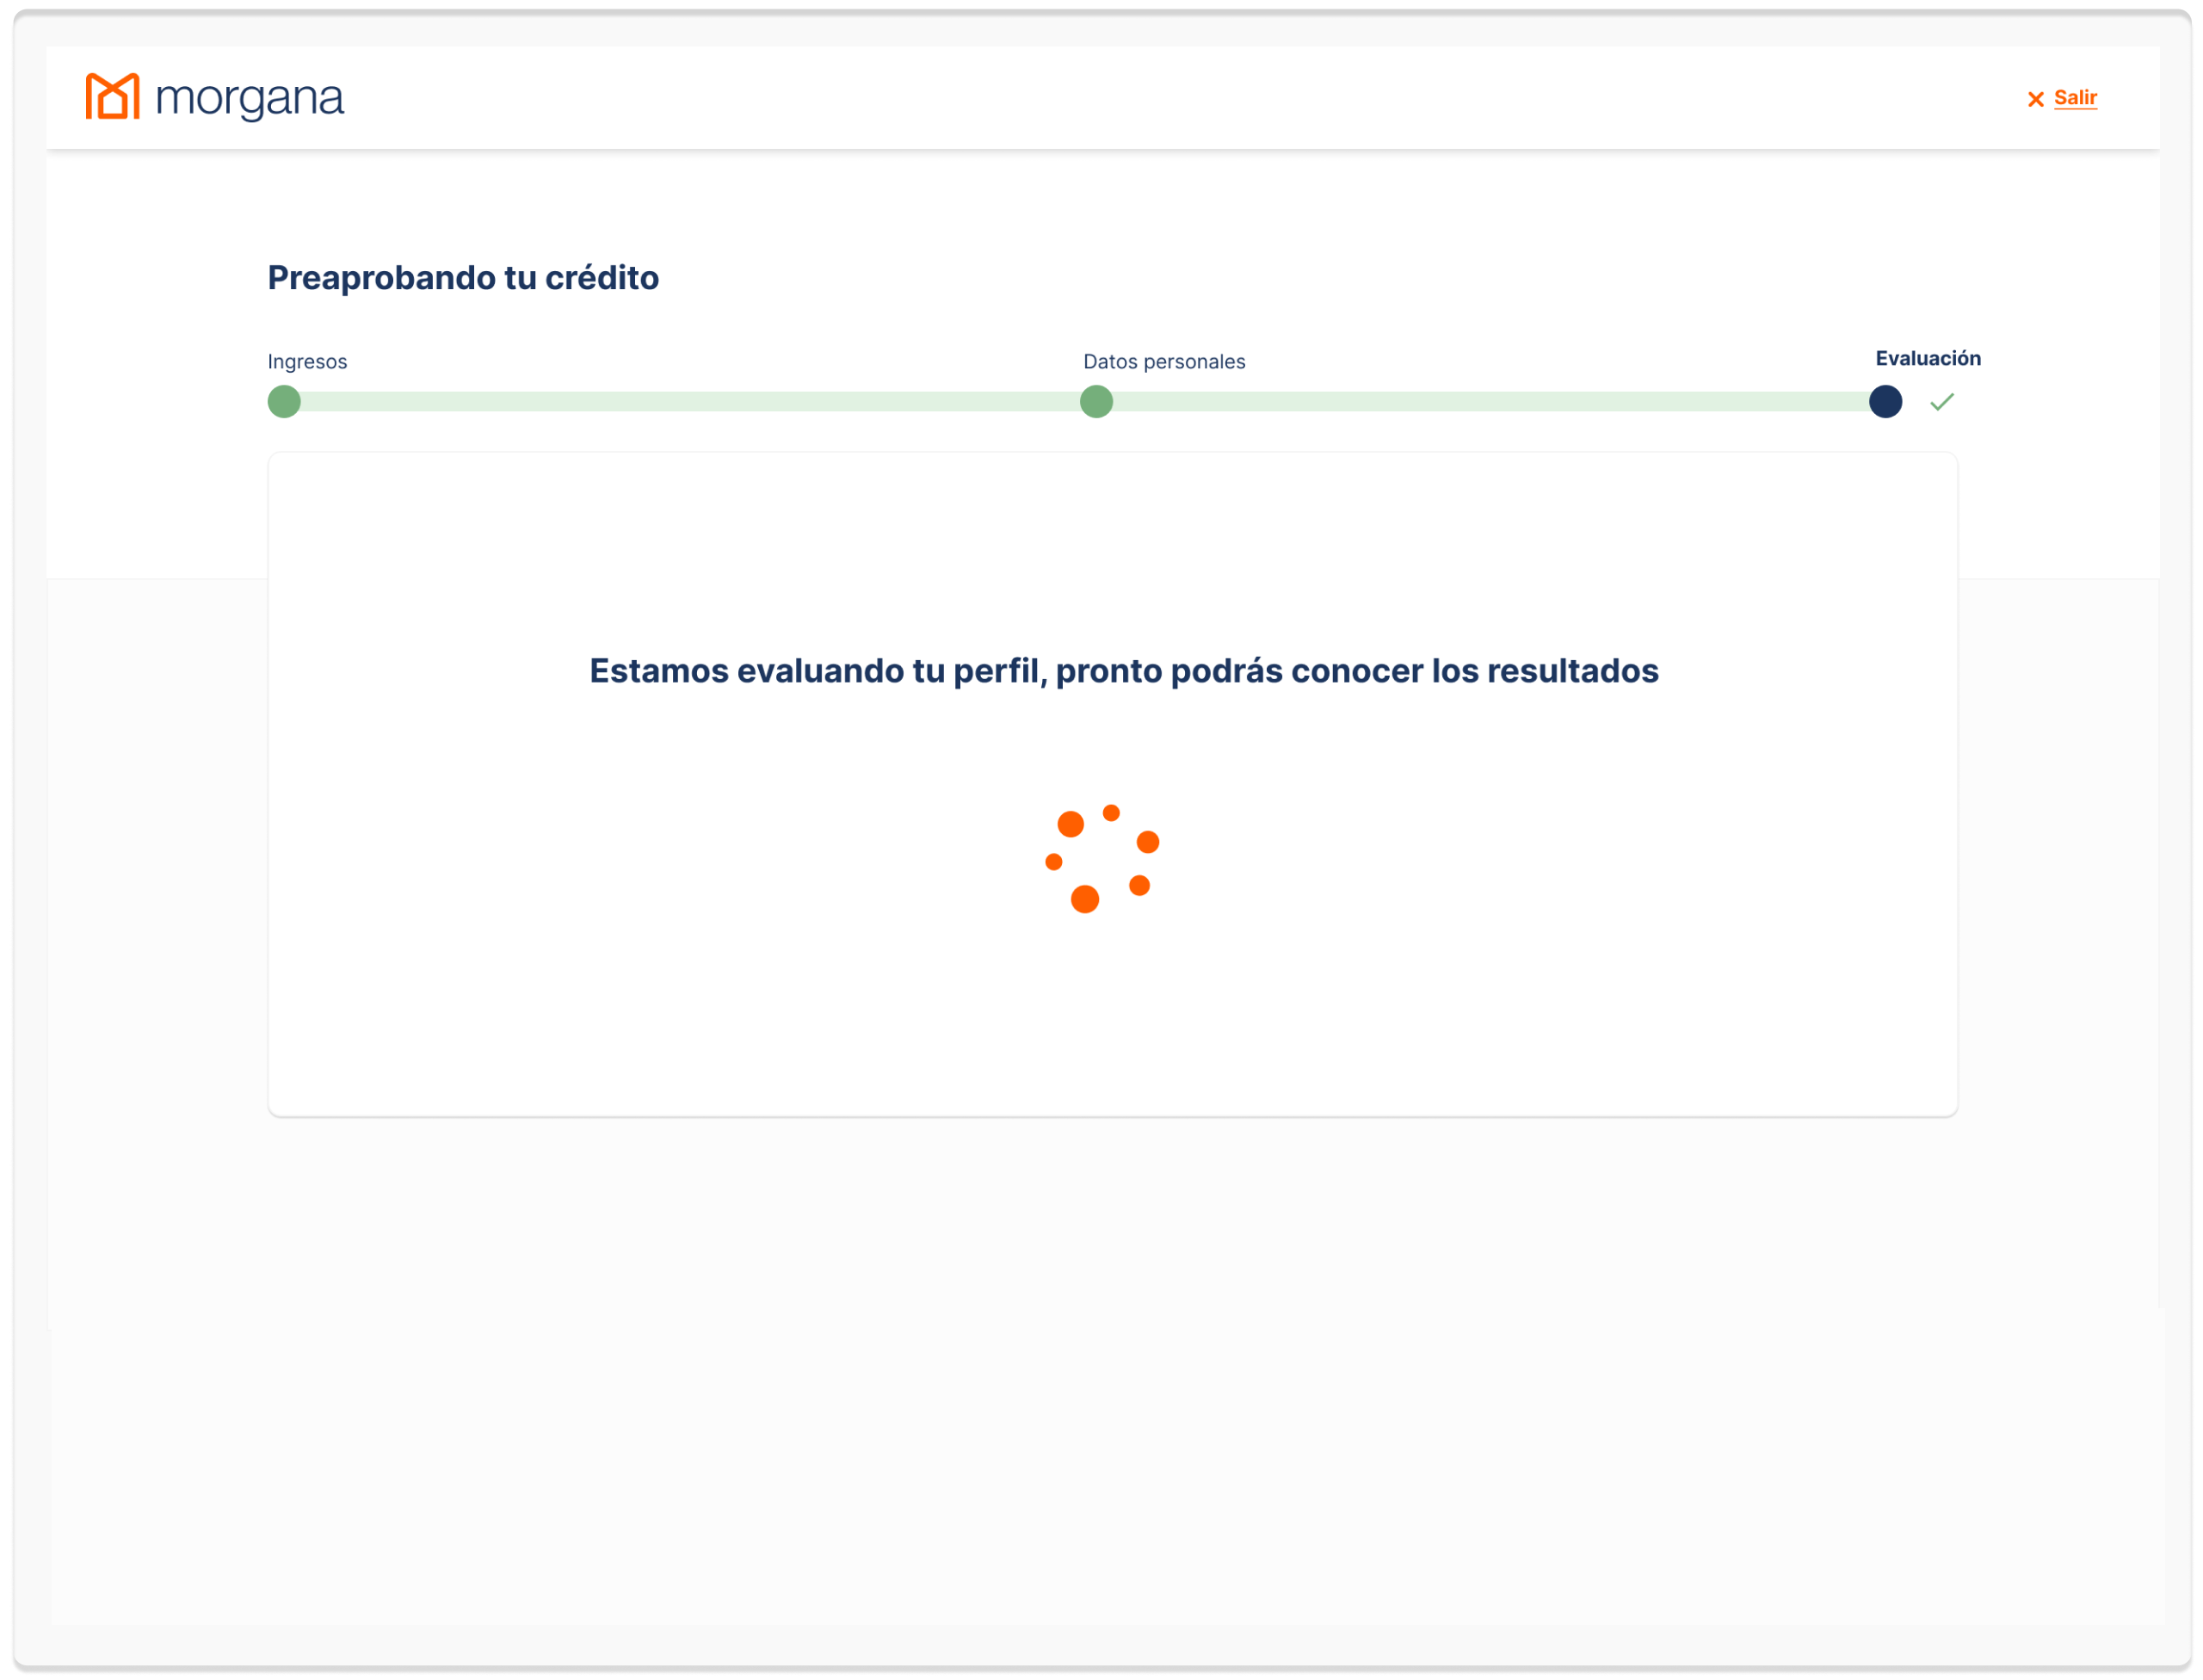 morgana
Salir
Preaprobando tu crédito
Ingresos
Datos personales
Evaluación
Estamos evaluando tu perfil, pronto podrás conocer los resultados